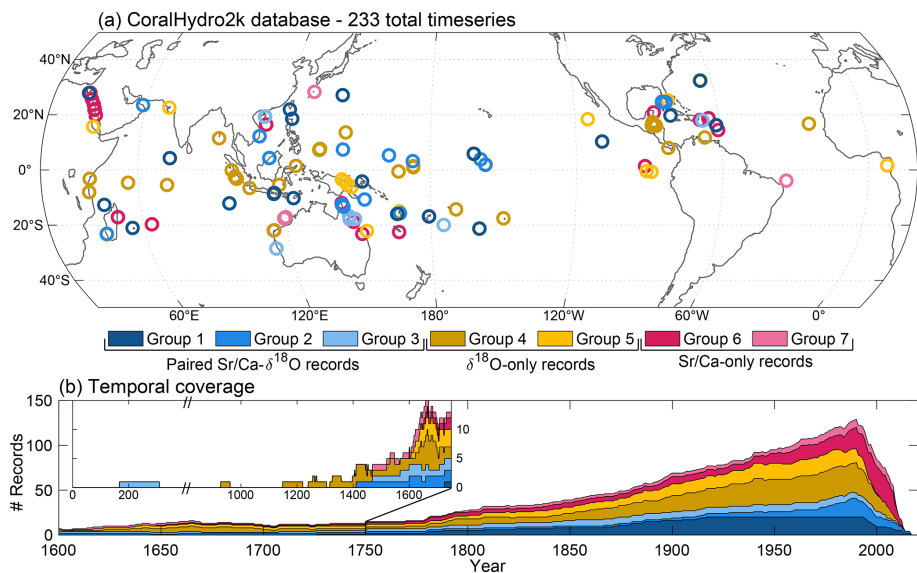 (a) CoralHydro2k database - 233 total timeseries
40°N
20°N
0°
20°S
40°S
60°E 120°E 180°W 120°W 60°W 0°
Group 1 Group 2 Group 3 Group 4 Group 5 Group 6 Group 7
Paired Sr/Ca-δ¹⁸O records δ¹⁸O-only records Sr/Ca-only records
(b) Temporal coverage
# Records
150
100
50
0
10
5
0
0 200 1000 1200 1400 1600
1600 1650 1700 1750 1800 1850 1900 1950 2000
Year